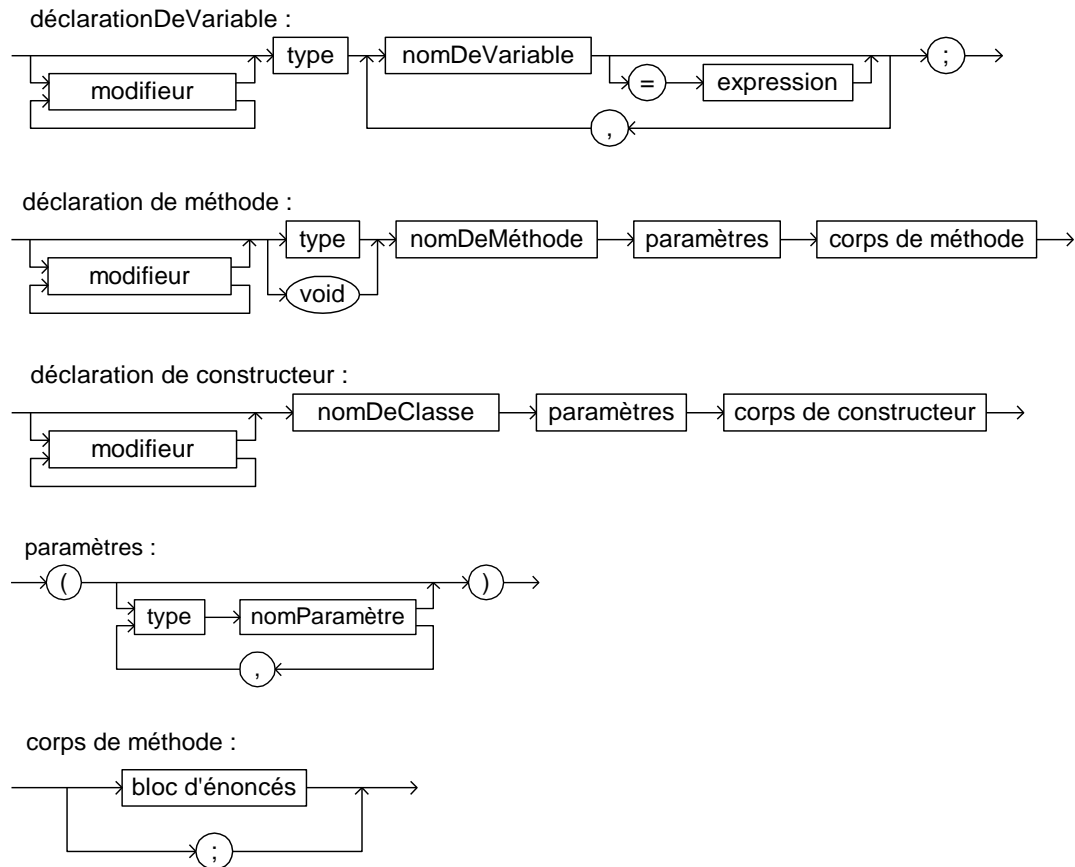 déclarationDeVariable :
type nomDeVariable ;
modifieur = expression
,
déclaration de méthode :
type nomDeMéthode paramètres corps de méthode
modifieur void
déclaration de constructeur :
nomDeClasse paramètres corps de constructeur
modifieur
paramètres :
( )
type nomParamètre
,
corps de méthode :
bloc d'énoncés
;